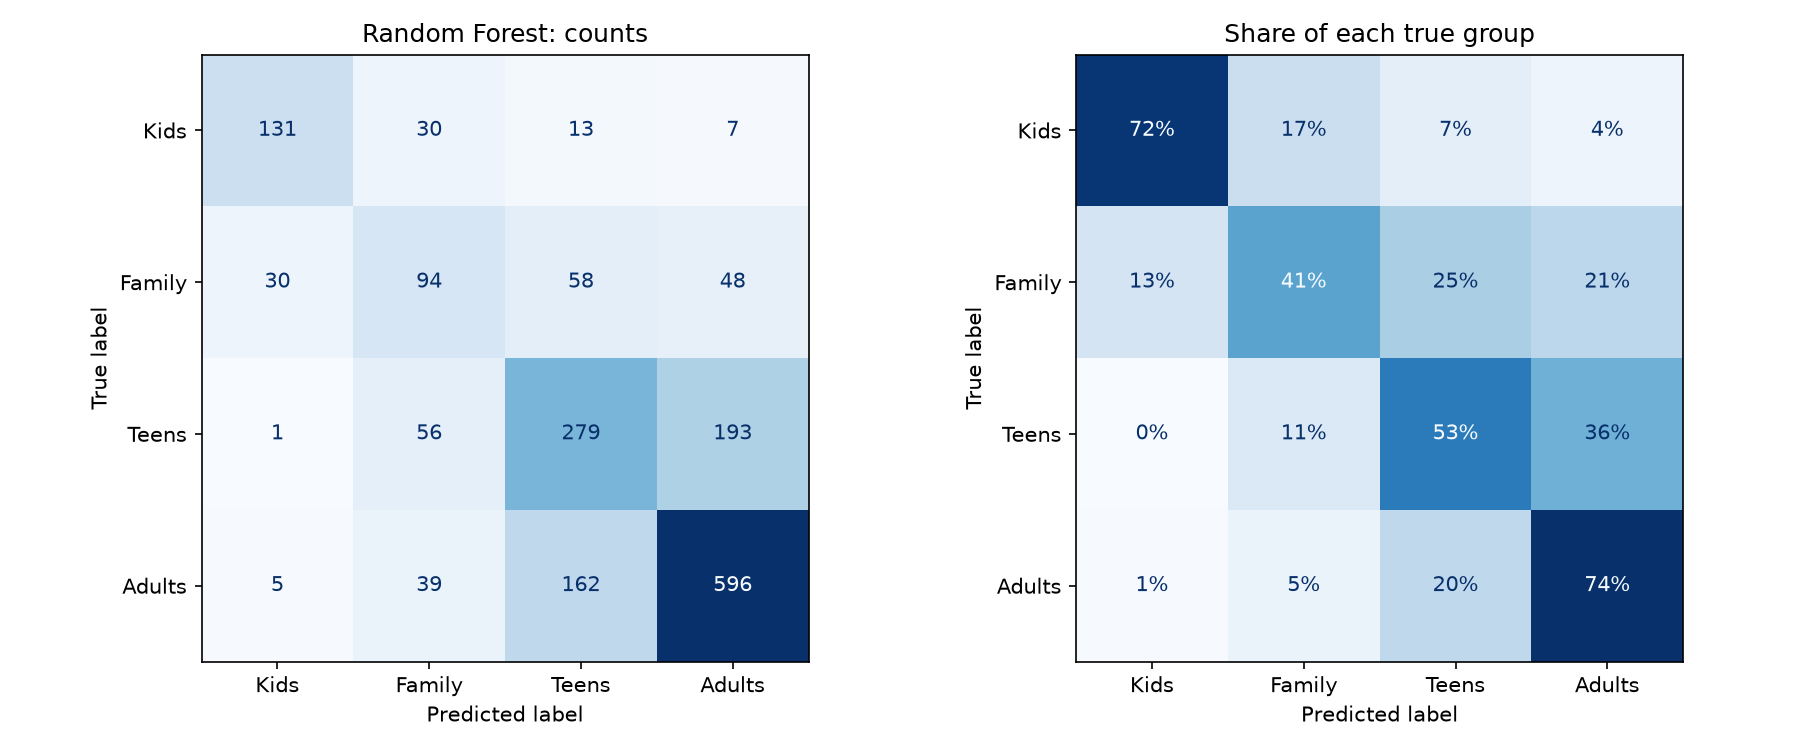 Random Forest: counts
True label
Kids 131 30 13 7
Family 30 94 58 48
Teens 1 56 279 193
Adults 5 39 162 596
Kids Family Teens Adults
Predicted label
Share of each true group
True label
Kids 72% 17% 7% 4%
Family 13% 41% 25% 21%
Teens 0% 11% 53% 36%
Adults 1% 5% 20% 74%
Kids Family Teens Adults
Predicted label